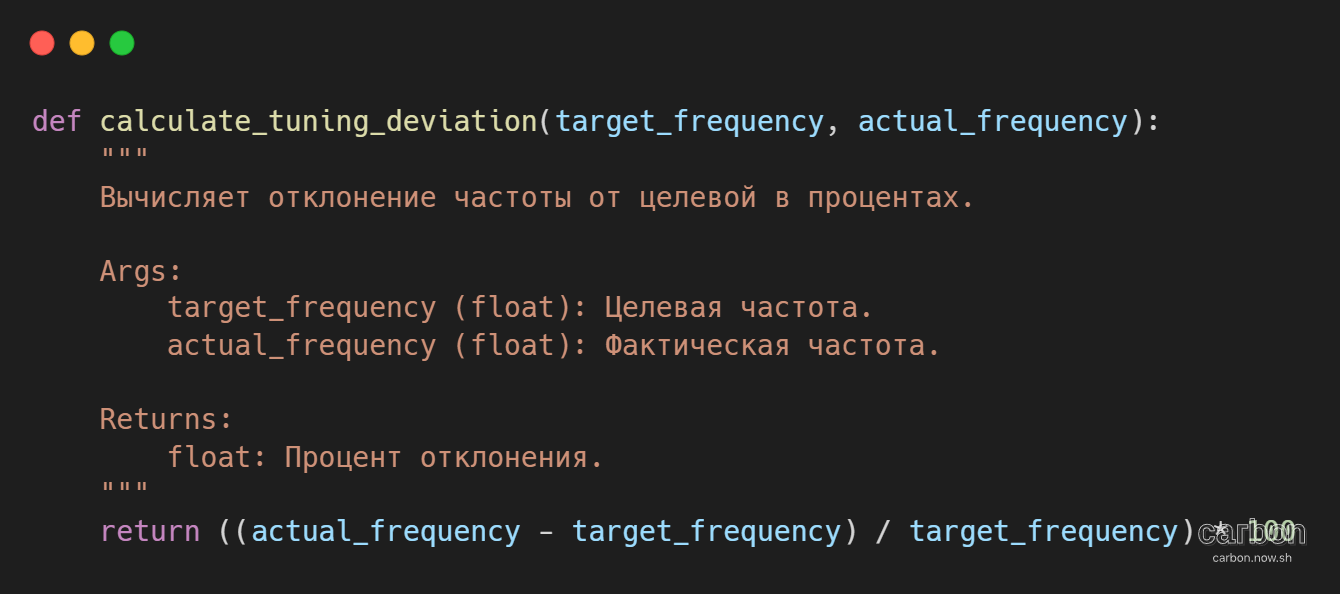 def calculate_tuning_deviation(target_frequency, actual_frequency):
    """
    Вычисляет отклонение частоты от целевой в процентах.

    Args:
        target_frequency (float): Целевая частота.
        actual_frequency (float): Фактическая частота.

    Returns:
        float: Процент отклонения.
    """
    return ((actual_frequency - target_frequency) / target_frequency) * 100
carbon
carbon.now.sh